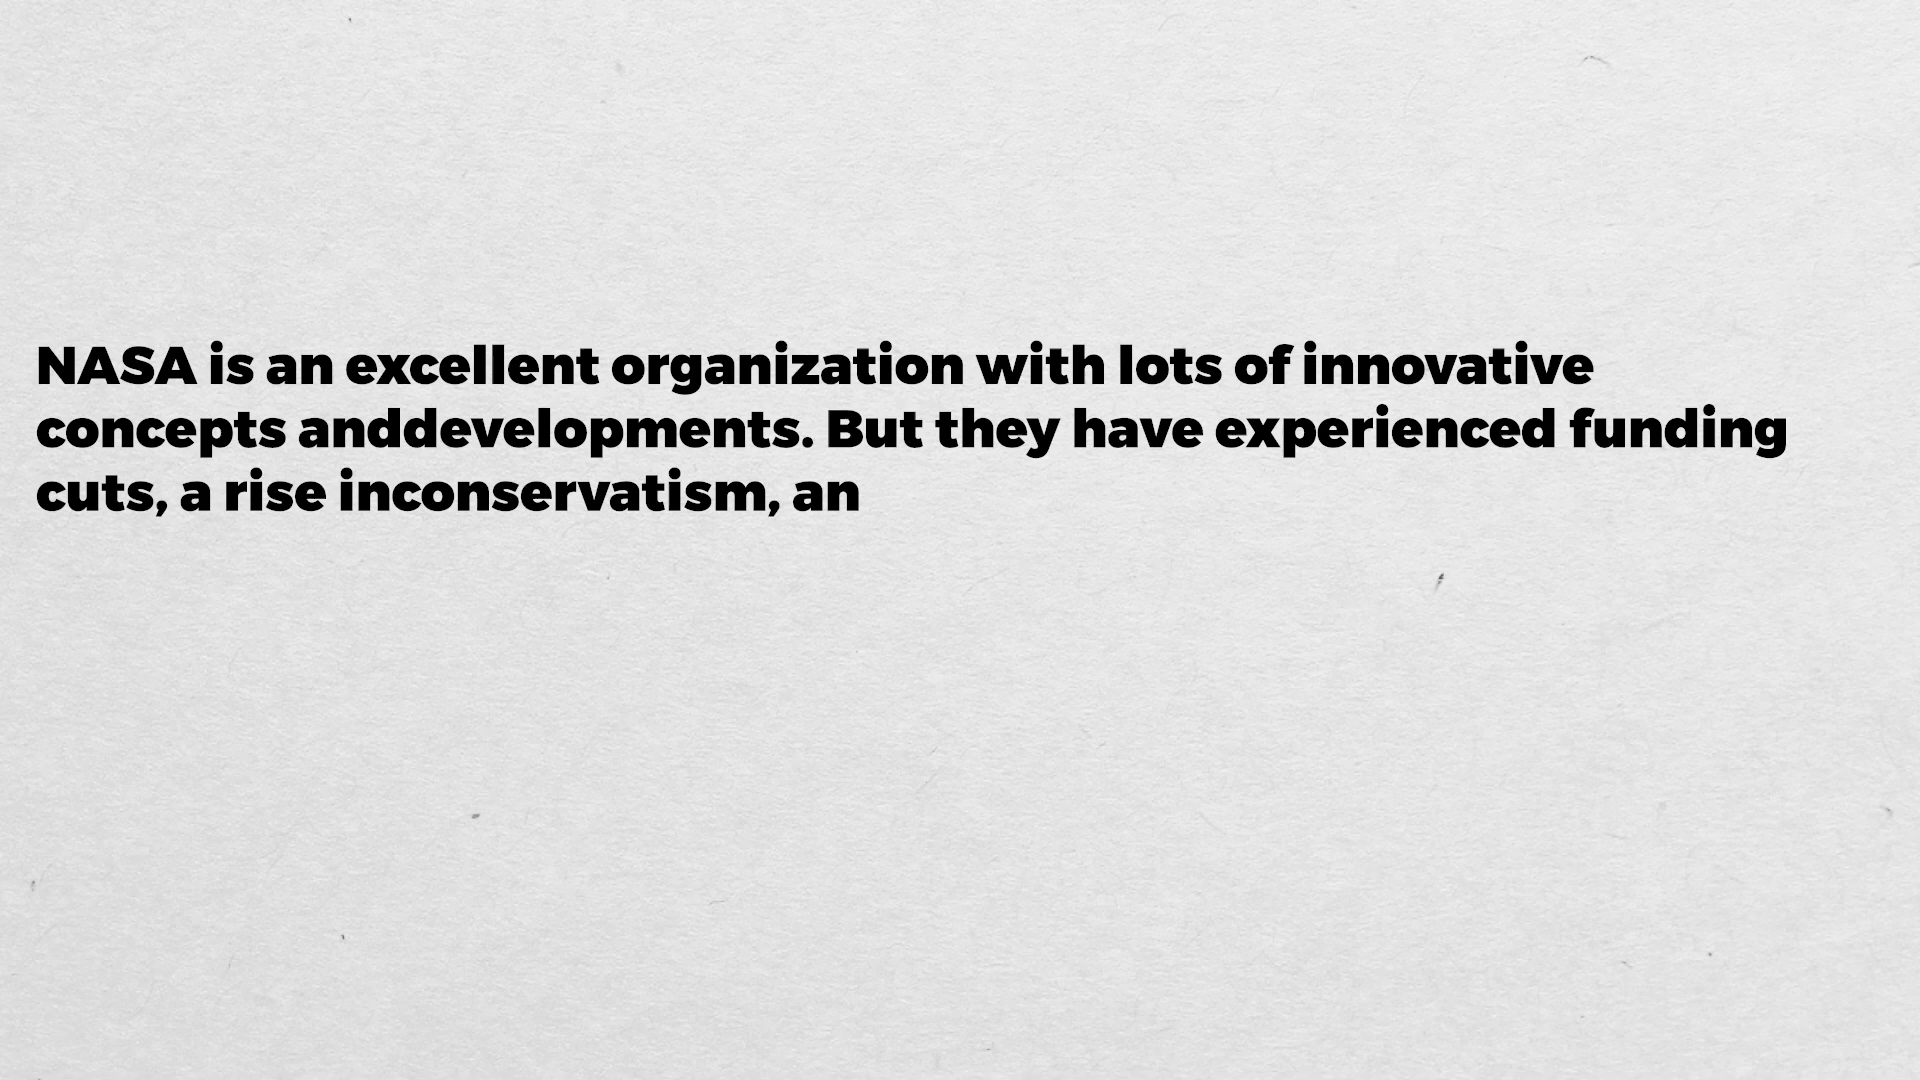 NASA is an excellent organization with lots of innovative
concepts anddevelopments. But they have experienced funding
cuts, a rise inconservatism, an